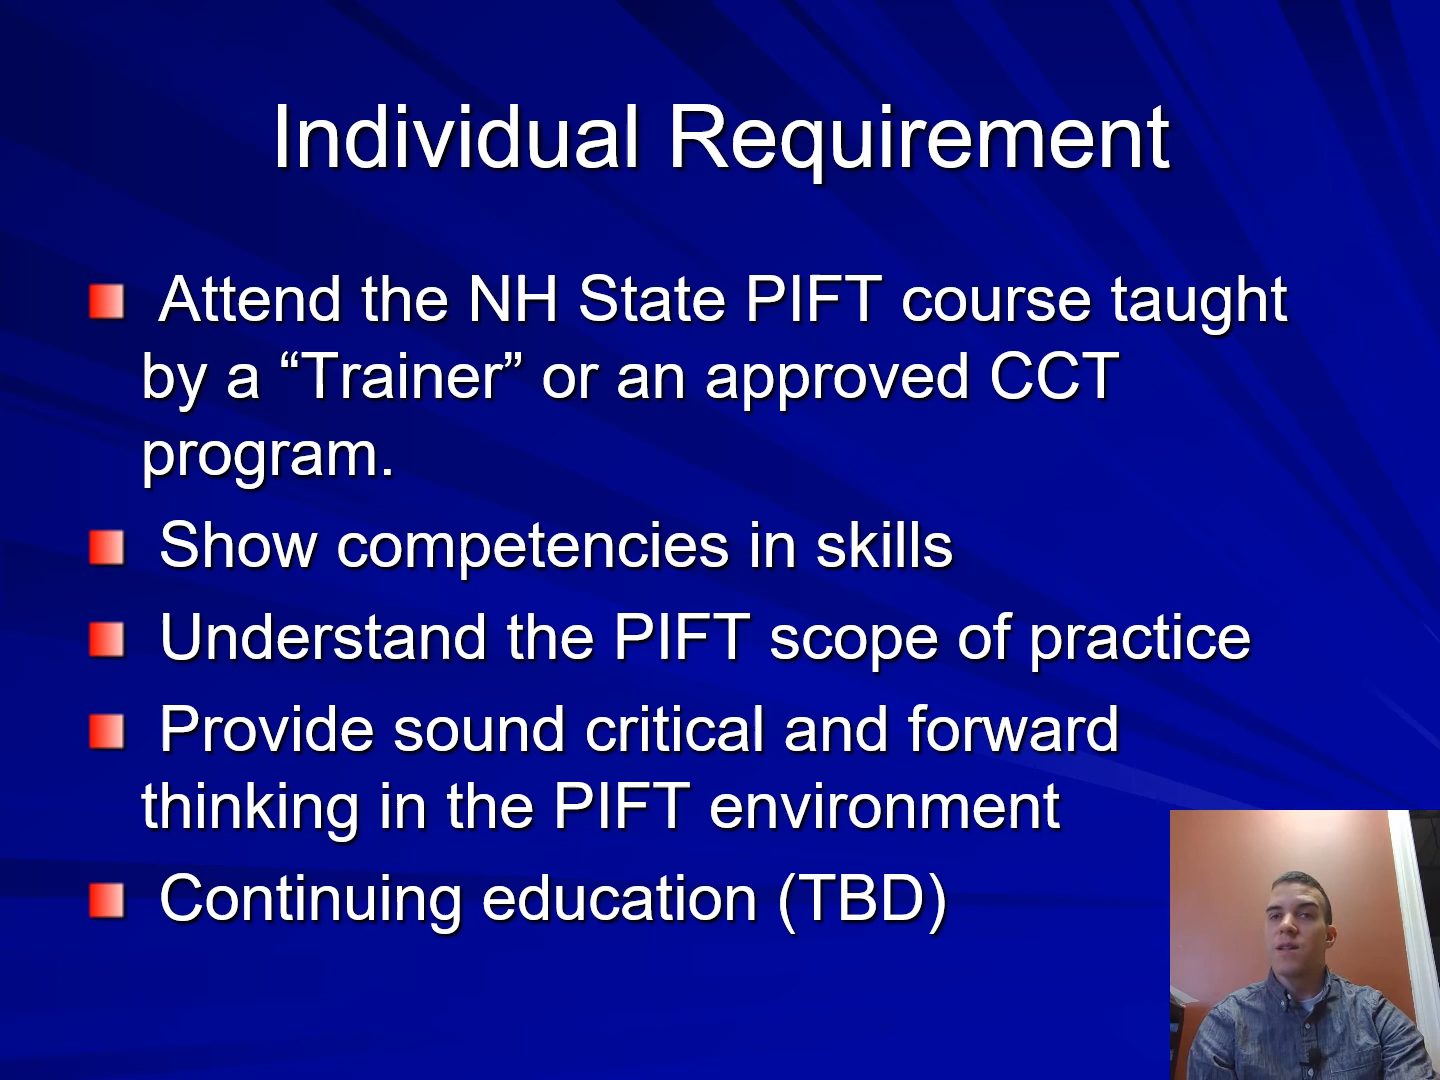 Individual Requirement
Attend the NH State PIFT course taught
by a “Trainer” or an approved CCT
program.
Show competencies in skills
Understand the PIFT scope of practice
Provide sound critical and forward
thinking in the PIFT environment
Continuing education (TBD)